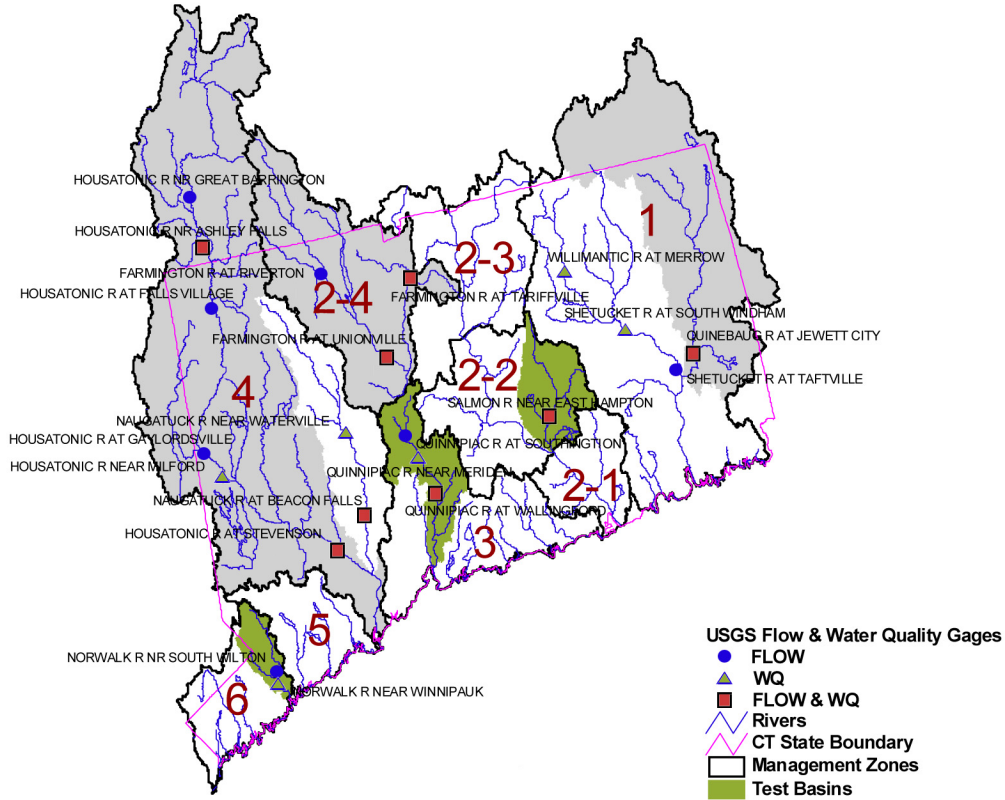 HOUSATONIC R NR GREAT BARRINGTON
HOUSATONIC R NR ASHLEY FALLS
1
2-3
WILLIMANTIC R AT MERROW
FARMINGTON R AT RIVERTON
HOUSATONIC R AT FALLS VILLAGE
2-4
FARMINGTON R AT TARIFFVILLE
SHETUCKET R AT SOUTH WINDHAM
FARMINGTON R AT UNIONVILLE
QUINEBAUG R AT JEWETT CITY
2-2
SHETUCKET R AT TAFTVILLE
4
SALMON R NEAR EAST HAMPTON
NAUGATUCK R NEAR WATERVILLE
HOUSATONIC R AT GAYLORDSVILLE
QUINNIPIAC R AT SOUTHINGTION
HOUSATONIC R NEAR MILFORD
QUINNIPIAC R NEAR MERIDEN
2-1
NAUGATUCK R AT BEACON FALLS
QUINNIPIAC R AT WALLINGFORD
HOUSATONIC R AT STEVENSON
3
5
NORWALK R NR SOUTH WILTON
NORWALK R NEAR WINNIPAUK
6
USGS Flow & Water Quality Gages
FLOW
WQ
FLOW & WQ
Rivers
CT State Boundary
Management Zones
Test Basins